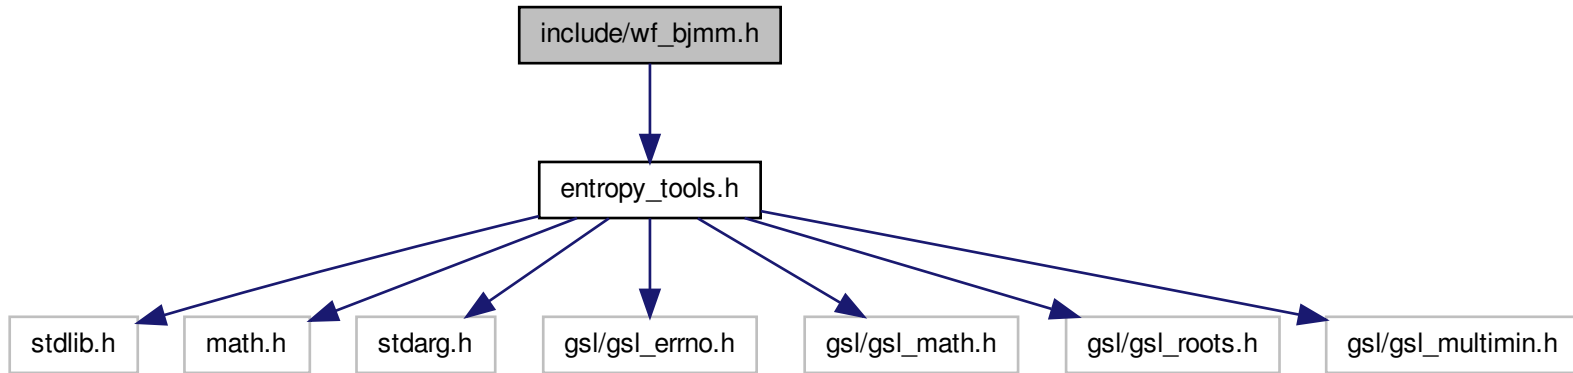 include/wf_bjmm.h
entropy_tools.h
stdlib.h
math.h
stdarg.h
gsl/gsl_errno.h
gsl/gsl_math.h
gsl/gsl_roots.h
gsl/gsl_multimin.h